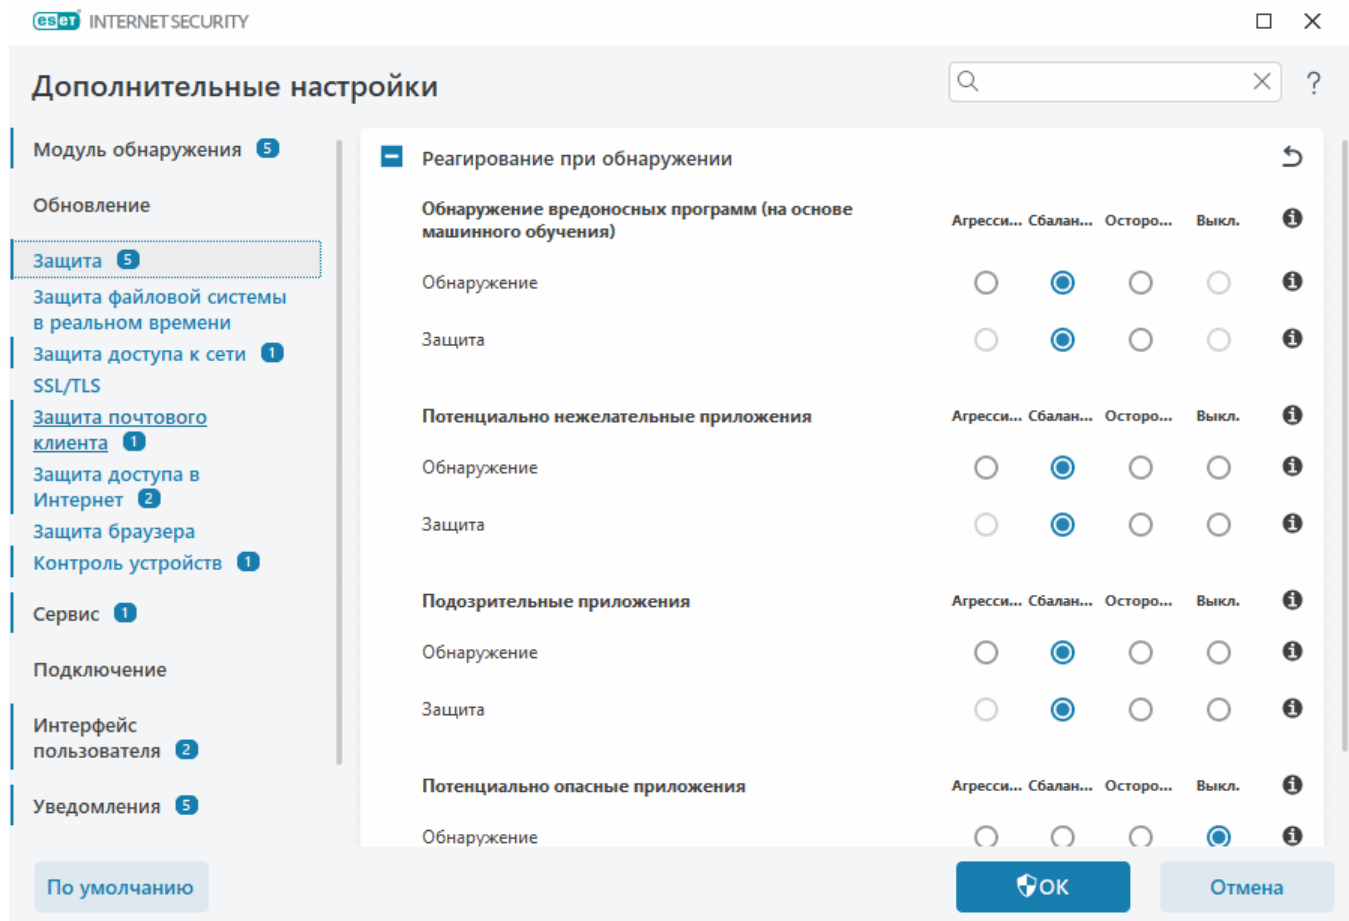 eset INTERNET SECURITY
Дополнительные настройки
?
Модуль обнаружения 5
Обновление
Защита 5
Защита файловой системы
в реальном времени
Защита доступа к сети 1
SSL/TLS
Защита почтового
клиента 1
Защита доступа в
Интернет 2
Защита браузера
Контроль устройств 1
Сервис 1
Подключение
Интерфейс
пользователя 2
Уведомления 5
Реагирование при обнаружении
Обнаружение вредоносных программ (на основе
машинного обучения)
Агресси... Сбалан... Осторо... Выкл.
Обнаружение
Защита
Потенциально нежелательные приложения Агресси... Сбалан... Осторо... Выкл.
Обнаружение
Защита
Подозрительные приложения Агресси... Сбалан... Осторо... Выкл.
Обнаружение
Защита
Потенциально опасные приложения Агресси... Сбалан... Осторо... Выкл.
Обнаружение
По умолчанию ОК Отмена